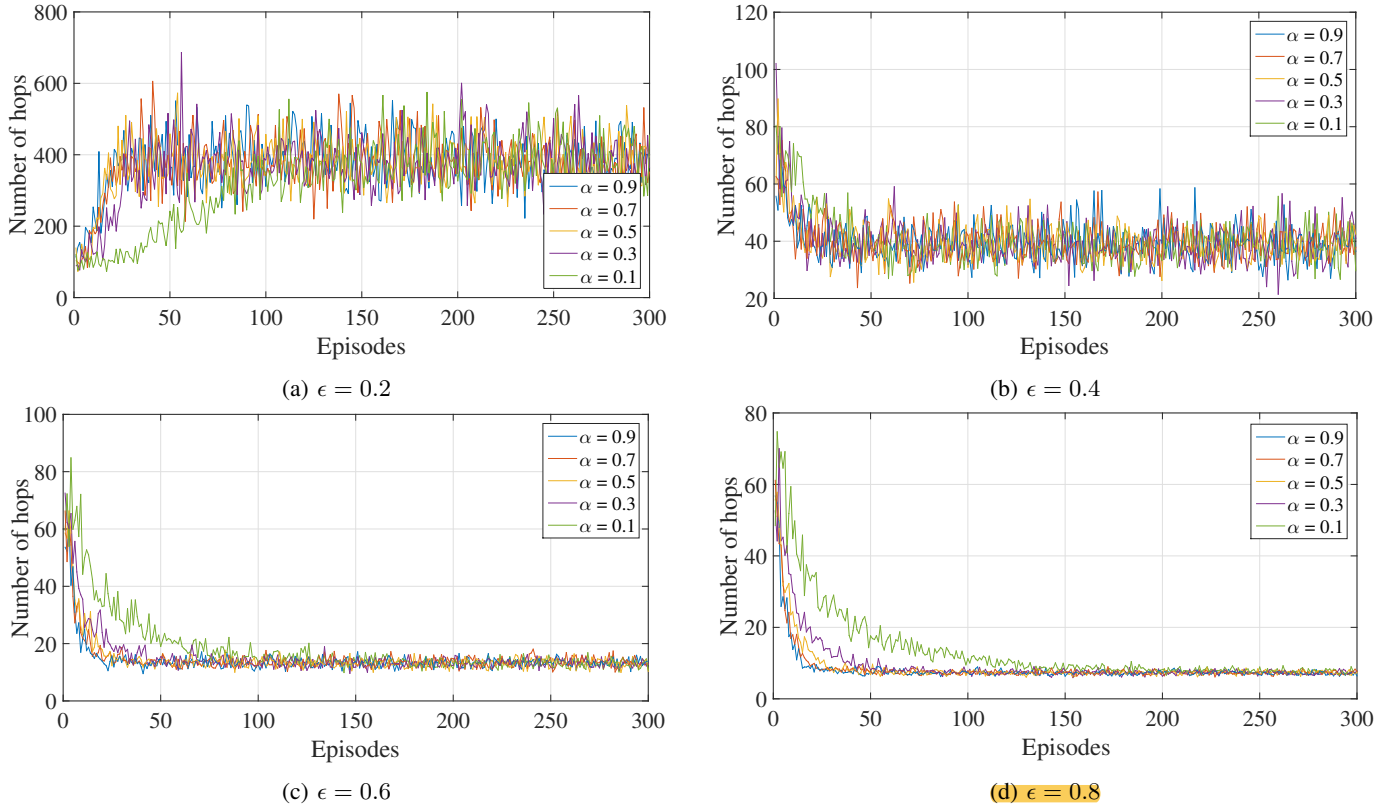 800
600
400
200
0
Number of hops
α = 0.9
α = 0.7
α = 0.5
α = 0.3
α = 0.1
0 50 100 150 200 250 300
Episodes
(a) ϵ = 0.2
120
100
80
60
40
20
Number of hops
α = 0.9
α = 0.7
α = 0.5
α = 0.3
α = 0.1
0 50 100 150 200 250 300
Episodes
(b) ϵ = 0.4
100
80
60
40
20
0
Number of hops
α = 0.9
α = 0.7
α = 0.5
α = 0.3
α = 0.1
0 50 100 150 200 250 300
Episodes
(c) ϵ = 0.6
80
60
40
20
0
Number of hops
α = 0.9
α = 0.7
α = 0.5
α = 0.3
α = 0.1
0 50 100 150 200 250 300
Episodes
(d) ϵ = 0.8